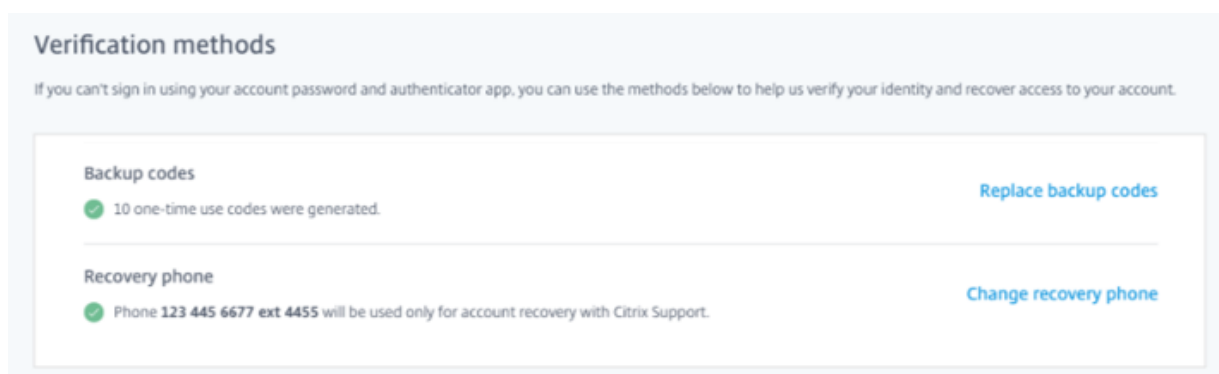 Verification methods
If you can't sign in using your account password and authenticator app, you can use the methods below to help us verify your identity and recover access to your account.
Backup codes
10 one-time use codes were generated.
Replace backup codes
Recovery phone
Phone 123 445 6677 ext 4455 will be used only for account recovery with Citrix Support.
Change recovery phone